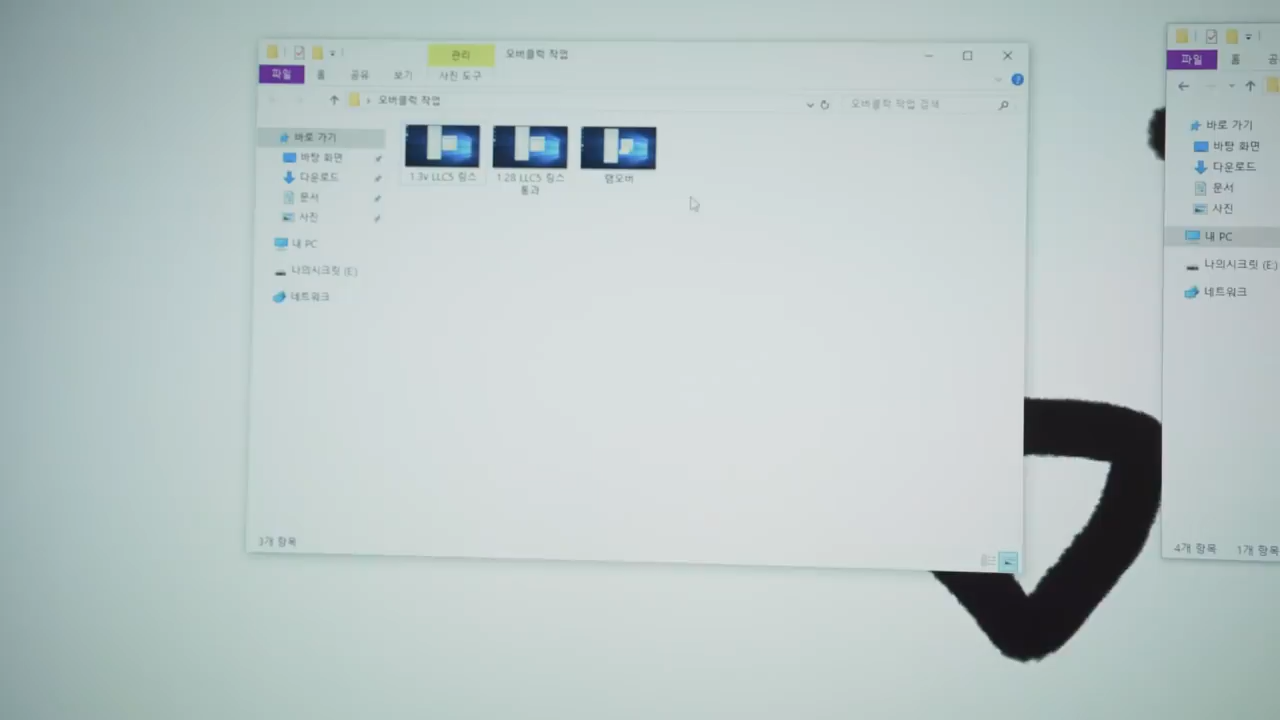 관리
오버클럭 작업
파일
홈
공유
보기
사진 도구
오버클럭 작업
오버클럭 작업 검색
바로 가기
바탕 화면
다운로드
문서
사진
내 PC
나의시크릿 (E:)
네트워크
1.3v LLC5 링스
1.28 LLC5 링스
통과
램오버
3개 항목
파일
홈
공
바로 가기
바탕 화면
다운로드
문서
사진
내 PC
나의시크릿 (E:)
네트워크
4개 항목
1개 항목